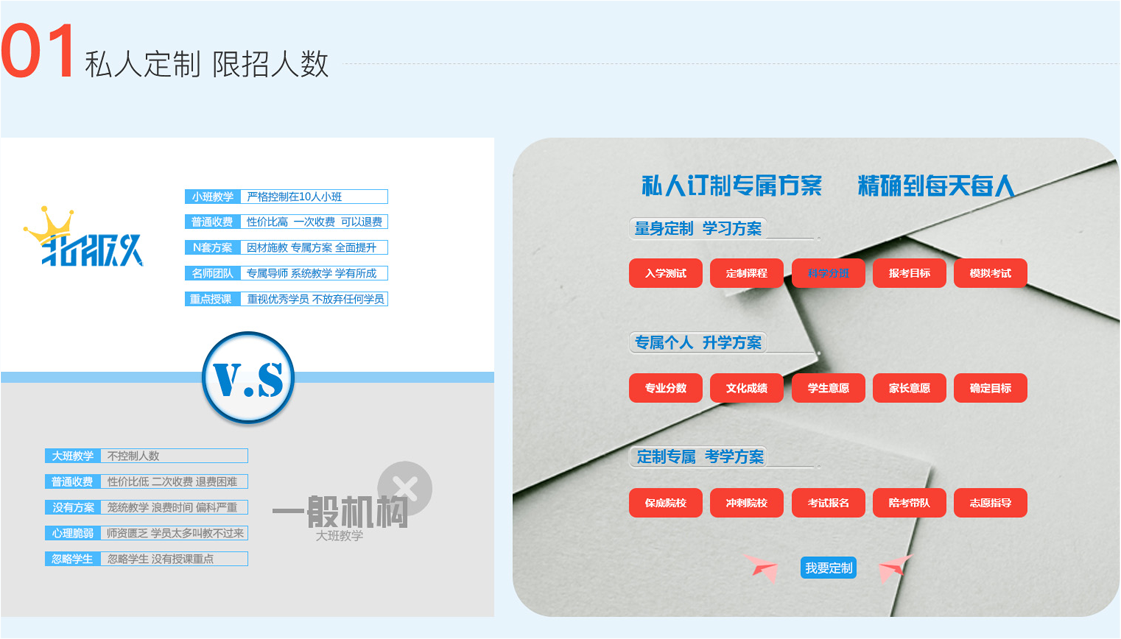 01 私人定制 限招人数
小班教学 严格控制在10人小班
普通收费 性价比高 一次收费 可以退费
N套方案 因材施教 专属方案 全面提升
名师团队 专属导师 系统教学 学有所成
重点授课 重视优秀学员 不放弃任何学员
V.S
大班教学 不控制人数
普通收费 性价比低 二次收费 退费困难
没有方案 笼统教学 浪费时间 偏科严重
心理脆弱 师资匮乏 学员太多叫教不过来
忽略学生 忽略学生 没有授课重点
一般机构
大班教学
私人订制专属方案 精确到每天每人
量身定制 学习方案
入学测试 定制课程 科学分班 报考目标 模拟考试
专属个人 升学方案
专业分数 文化成绩 学生意愿 家长意愿 确定目标
定制专属 考学方案
保底院校 冲刺院校 考试报名 陪考带队 志愿指导
我要定制